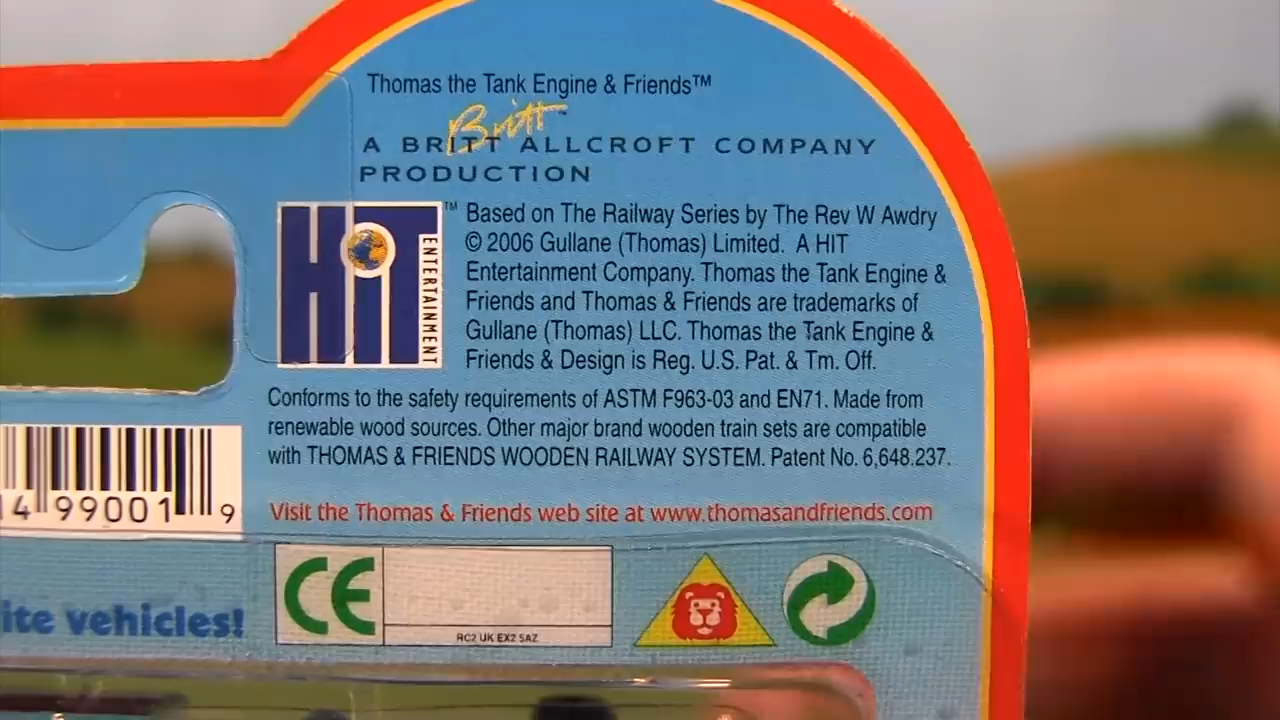 Thomas the Tank Engine & Friends™
Britt™
A BRITT ALLCROFT COMPANY
PRODUCTION
HiT ENTERTAINMENT™
Based on The Railway Series by The Rev W Awdry
© 2006 Gullane (Thomas) Limited. A HIT
Entertainment Company. Thomas the Tank Engine &
Friends and Thomas & Friends are trademarks of
Gullane (Thomas) LLC. Thomas the Tank Engine &
Friends & Design is Reg. U.S. Pat. & Tm. Off.
Conforms to the safety requirements of ASTM F963-03 and EN71. Made from
renewable wood sources. Other major brand wooden train sets are compatible
with THOMAS & FRIENDS WOODEN RAILWAY SYSTEM. Patent No. 6,648.237.
4 99001 9
Visit the Thomas & Friends web site at www.thomasandfriends.com
ite vehicles!
CE
RC2 UK EX2 5AZ